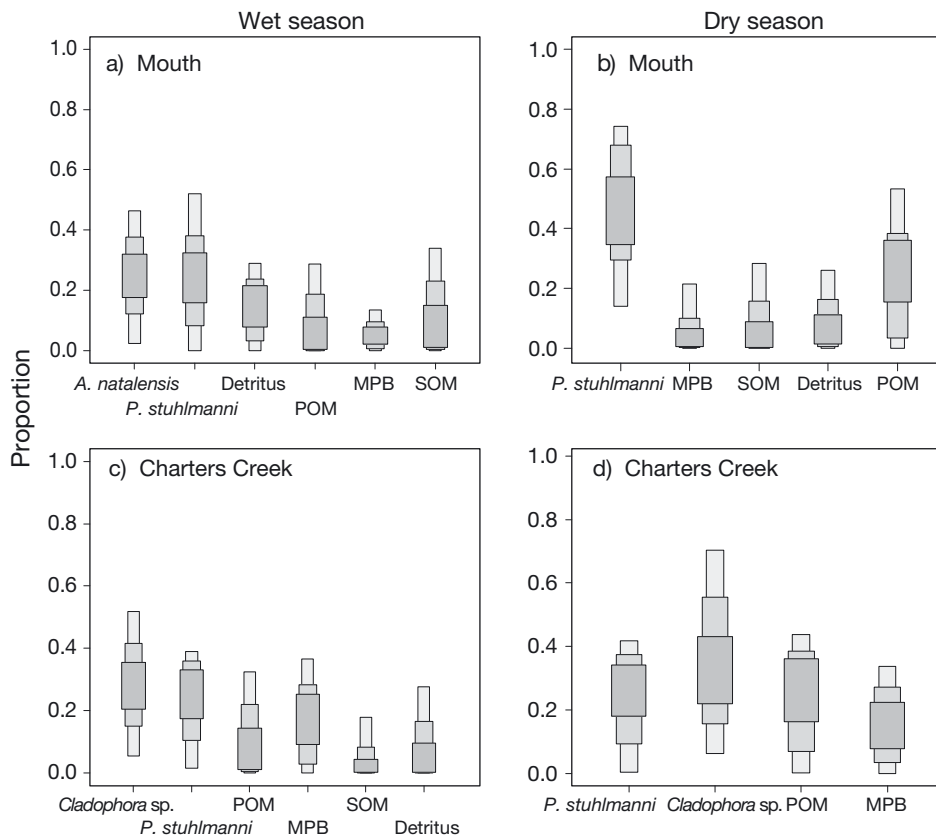 Wet season
Dry season
Proportion
a) Mouth
1.0
0.8
0.6
0.4
0.2
0.0
A. natalensis Detritus MPB SOM
P. stuhlmanni POM
b) Mouth
1.0
0.8
0.6
0.4
0.2
0.0
P. stuhlmanni MPB SOM Detritus POM
c) Charters Creek
1.0
0.8
0.6
0.4
0.2
0.0
Cladophora sp. POM SOM
P. stuhlmanni MPB Detritus
d) Charters Creek
1.0
0.8
0.6
0.4
0.2
0.0
P. stuhlmanni Cladophora sp. POM MPB